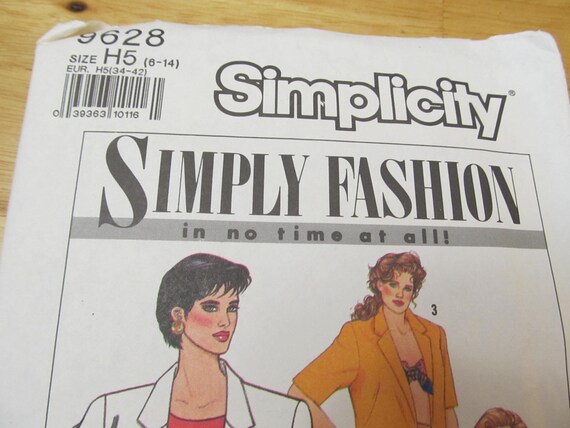 9628
SIZE H5 (6-14)
EUR. H5(34-42)
0 39363 10116
Simplicity®
SIMPLY FASHION
in no time at all!
3